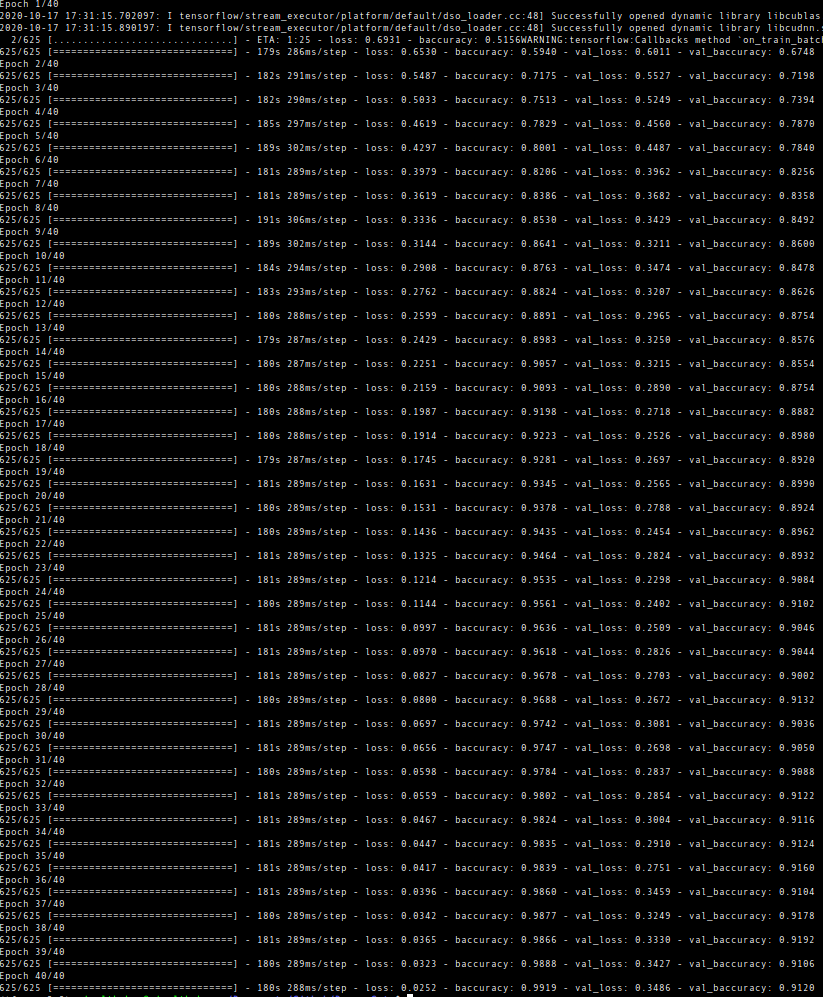 Epoch 1/40
2020-10-17 17:31:15.702097: I tensorflow/stream_executor/platform/default/dso_loader.cc:48] Successfully opened dynamic library libcublas
2020-10-17 17:31:15.890197: I tensorflow/stream_executor/platform/default/dso_loader.cc:48] Successfully opened dynamic library libcudnn.s
2/625 [..............................] - ETA: 1:25 - loss: 0.6931 - baccuracy: 0.5156WARNING:tensorflow:Callbacks method `on_train_batc
625/625 [==============================] - 179s 286ms/step - loss: 0.6530 - baccuracy: 0.5940 - val_loss: 0.6011 - val_baccuracy: 0.6748
Epoch 2/40
625/625 [==============================] - 182s 291ms/step - loss: 0.5487 - baccuracy: 0.7175 - val_loss: 0.5527 - val_baccuracy: 0.7198
Epoch 3/40
625/625 [==============================] - 182s 290ms/step - loss: 0.5033 - baccuracy: 0.7513 - val_loss: 0.5249 - val_baccuracy: 0.7394
Epoch 4/40
625/625 [==============================] - 185s 297ms/step - loss: 0.4619 - baccuracy: 0.7829 - val_loss: 0.4560 - val_baccuracy: 0.7870
Epoch 5/40
625/625 [==============================] - 189s 302ms/step - loss: 0.4297 - baccuracy: 0.8001 - val_loss: 0.4487 - val_baccuracy: 0.7840
Epoch 6/40
625/625 [==============================] - 181s 289ms/step - loss: 0.3979 - baccuracy: 0.8206 - val_loss: 0.3962 - val_baccuracy: 0.8256
Epoch 7/40
625/625 [==============================] - 181s 289ms/step - loss: 0.3619 - baccuracy: 0.8386 - val_loss: 0.3682 - val_baccuracy: 0.8358
Epoch 8/40
625/625 [==============================] - 191s 306ms/step - loss: 0.3336 - baccuracy: 0.8530 - val_loss: 0.3429 - val_baccuracy: 0.8492
Epoch 9/40
625/625 [==============================] - 189s 302ms/step - loss: 0.3144 - baccuracy: 0.8641 - val_loss: 0.3211 - val_baccuracy: 0.8600
Epoch 10/40
625/625 [==============================] - 184s 294ms/step - loss: 0.2908 - baccuracy: 0.8763 - val_loss: 0.3474 - val_baccuracy: 0.8478
Epoch 11/40
625/625 [==============================] - 183s 293ms/step - loss: 0.2762 - baccuracy: 0.8824 - val_loss: 0.3207 - val_baccuracy: 0.8626
Epoch 12/40
625/625 [==============================] - 180s 288ms/step - loss: 0.2599 - baccuracy: 0.8891 - val_loss: 0.2965 - val_baccuracy: 0.8754
Epoch 13/40
625/625 [==============================] - 179s 287ms/step - loss: 0.2429 - baccuracy: 0.8983 - val_loss: 0.3250 - val_baccuracy: 0.8576
Epoch 14/40
625/625 [==============================] - 180s 287ms/step - loss: 0.2251 - baccuracy: 0.9057 - val_loss: 0.3215 - val_baccuracy: 0.8554
Epoch 15/40
625/625 [==============================] - 180s 288ms/step - loss: 0.2159 - baccuracy: 0.9093 - val_loss: 0.2890 - val_baccuracy: 0.8754
Epoch 16/40
625/625 [==============================] - 180s 288ms/step - loss: 0.1987 - baccuracy: 0.9198 - val_loss: 0.2718 - val_baccuracy: 0.8882
Epoch 17/40
625/625 [==============================] - 180s 288ms/step - loss: 0.1914 - baccuracy: 0.9223 - val_loss: 0.2526 - val_baccuracy: 0.8980
Epoch 18/40
625/625 [==============================] - 179s 287ms/step - loss: 0.1745 - baccuracy: 0.9281 - val_loss: 0.2697 - val_baccuracy: 0.8920
Epoch 19/40
625/625 [==============================] - 181s 289ms/step - loss: 0.1631 - baccuracy: 0.9345 - val_loss: 0.2565 - val_baccuracy: 0.8990
Epoch 20/40
625/625 [==============================] - 180s 289ms/step - loss: 0.1531 - baccuracy: 0.9378 - val_loss: 0.2788 - val_baccuracy: 0.8924
Epoch 21/40
625/625 [==============================] - 180s 289ms/step - loss: 0.1436 - baccuracy: 0.9435 - val_loss: 0.2454 - val_baccuracy: 0.8962
Epoch 22/40
625/625 [==============================] - 181s 289ms/step - loss: 0.1325 - baccuracy: 0.9464 - val_loss: 0.2824 - val_baccuracy: 0.8932
Epoch 23/40
625/625 [==============================] - 181s 289ms/step - loss: 0.1214 - baccuracy: 0.9535 - val_loss: 0.2298 - val_baccuracy: 0.9084
Epoch 24/40
625/625 [==============================] - 180s 289ms/step - loss: 0.1144 - baccuracy: 0.9561 - val_loss: 0.2402 - val_baccuracy: 0.9102
Epoch 25/40
625/625 [==============================] - 181s 289ms/step - loss: 0.0997 - baccuracy: 0.9636 - val_loss: 0.2509 - val_baccuracy: 0.9046
Epoch 26/40
625/625 [==============================] - 181s 289ms/step - loss: 0.0970 - baccuracy: 0.9618 - val_loss: 0.2826 - val_baccuracy: 0.9044
Epoch 27/40
625/625 [==============================] - 181s 289ms/step - loss: 0.0827 - baccuracy: 0.9678 - val_loss: 0.2703 - val_baccuracy: 0.9002
Epoch 28/40
625/625 [==============================] - 180s 289ms/step - loss: 0.0800 - baccuracy: 0.9688 - val_loss: 0.2672 - val_baccuracy: 0.9132
Epoch 29/40
625/625 [==============================] - 181s 289ms/step - loss: 0.0697 - baccuracy: 0.9742 - val_loss: 0.3081 - val_baccuracy: 0.9036
Epoch 30/40
625/625 [==============================] - 181s 289ms/step - loss: 0.0656 - baccuracy: 0.9747 - val_loss: 0.2698 - val_baccuracy: 0.9050
Epoch 31/40
625/625 [==============================] - 180s 289ms/step - loss: 0.0598 - baccuracy: 0.9784 - val_loss: 0.2837 - val_baccuracy: 0.9088
Epoch 32/40
625/625 [==============================] - 181s 289ms/step - loss: 0.0559 - baccuracy: 0.9802 - val_loss: 0.2854 - val_baccuracy: 0.9122
Epoch 33/40
625/625 [==============================] - 181s 289ms/step - loss: 0.0467 - baccuracy: 0.9824 - val_loss: 0.3004 - val_baccuracy: 0.9116
Epoch 34/40
625/625 [==============================] - 181s 289ms/step - loss: 0.0447 - baccuracy: 0.9835 - val_loss: 0.2910 - val_baccuracy: 0.9124
Epoch 35/40
625/625 [==============================] - 181s 289ms/step - loss: 0.0417 - baccuracy: 0.9839 - val_loss: 0.2751 - val_baccuracy: 0.9160
Epoch 36/40
625/625 [==============================] - 181s 289ms/step - loss: 0.0396 - baccuracy: 0.9860 - val_loss: 0.3459 - val_baccuracy: 0.9104
Epoch 37/40
625/625 [==============================] - 180s 289ms/step - loss: 0.0342 - baccuracy: 0.9877 - val_loss: 0.3249 - val_baccuracy: 0.9178
Epoch 38/40
625/625 [==============================] - 181s 289ms/step - loss: 0.0365 - baccuracy: 0.9866 - val_loss: 0.3330 - val_baccuracy: 0.9192
Epoch 39/40
625/625 [==============================] - 180s 289ms/step - loss: 0.0323 - baccuracy: 0.9888 - val_loss: 0.3427 - val_baccuracy: 0.9106
Epoch 40/40
625/625 [==============================] - 180s 288ms/step - loss: 0.0252 - baccuracy: 0.9919 - val_loss: 0.3486 - val_baccuracy: 0.9120